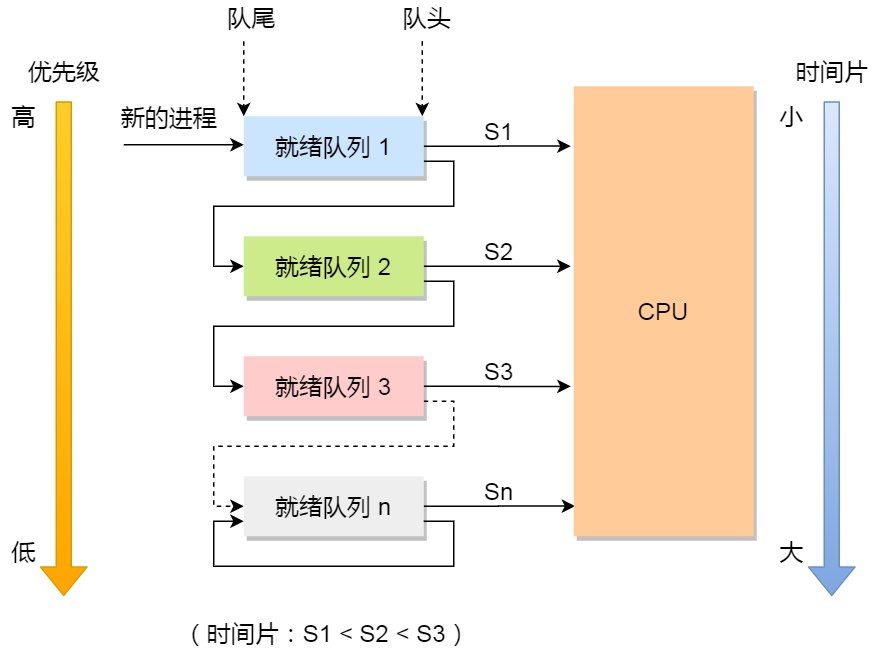 队尾
队头
优先级
时间片
高
新的进程
小
就绪队列 1
S1
就绪队列 2
S2
CPU
就绪队列 3
S3
就绪队列 n
Sn
低
大
（时间片：S1 < S2 < S3 ）